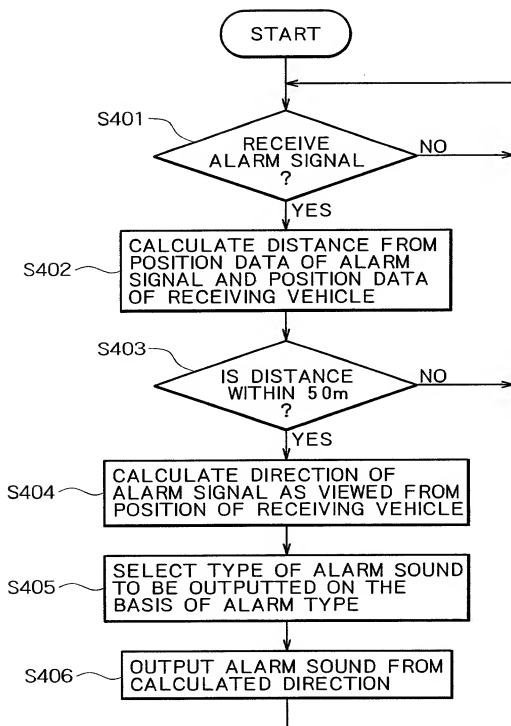 START
S401
RECEIVE
ALARM SIGNAL
?
NO
YES
S402
CALCULATE DISTANCE FROM
POSITION DATA OF ALARM
SIGNAL AND POSITION DATA
OF RECEIVING VEHICLE
S403
IS DISTANCE
WITHIN 50m
?
NO
YES
S404
CALCULATE DIRECTION OF
ALARM SIGNAL AS VIEWED FROM
POSITION OF RECEIVING VEHICLE
S405
SELECT TYPE OF ALARM SOUND
TO BE OUTPUTTED ON THE
BASIS OF ALARM TYPE
S406
OUTPUT ALARM SOUND FROM
CALCULATED DIRECTION